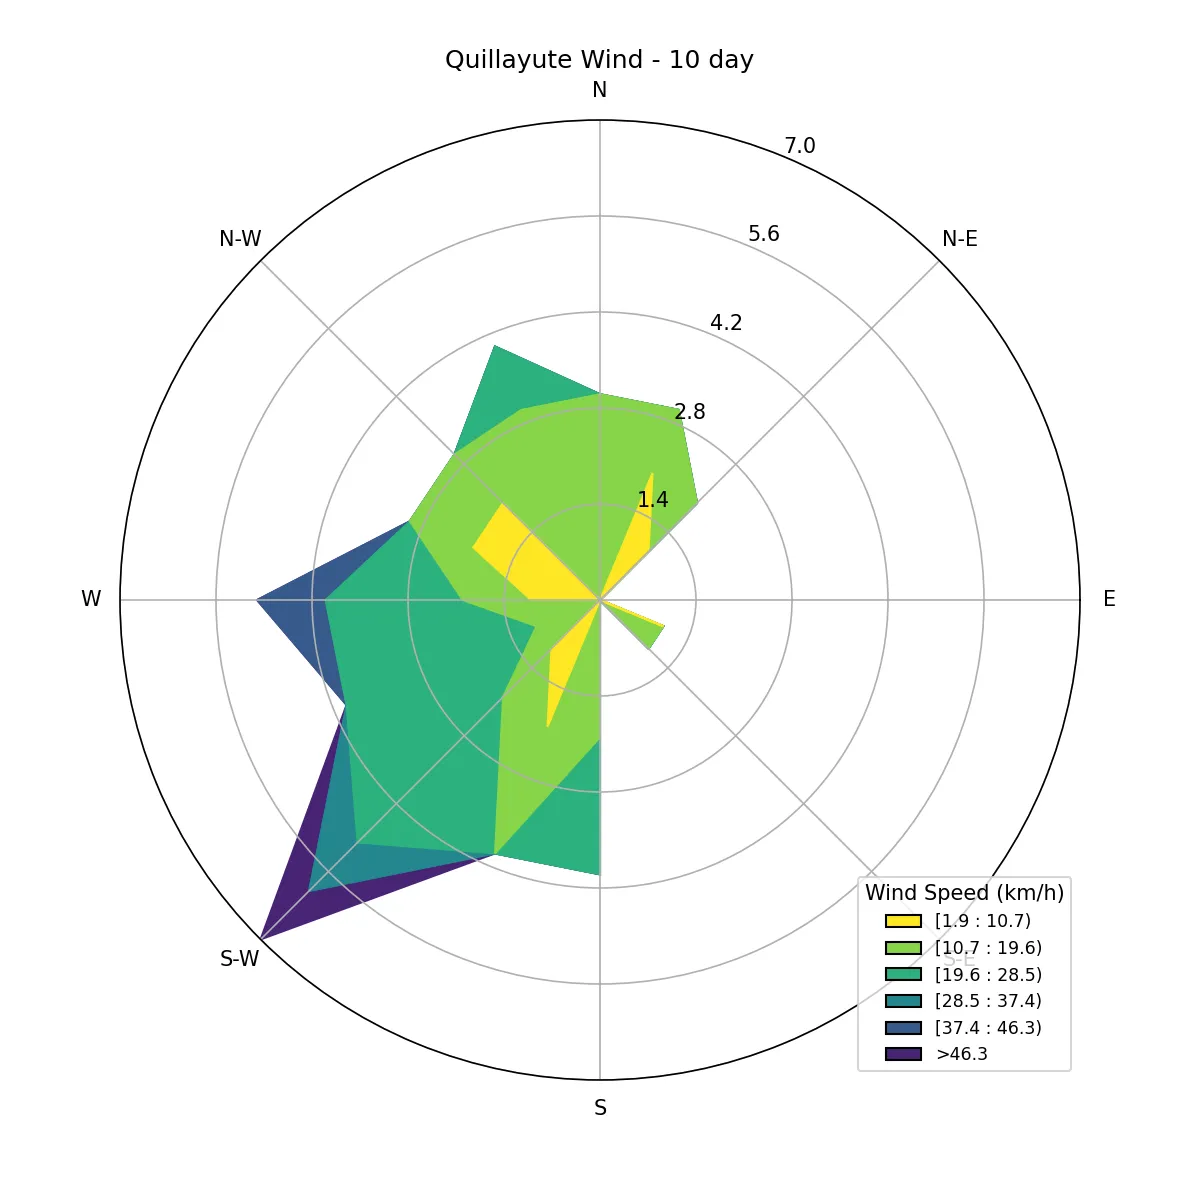 Quillayute Wind - 10 day
N
7.0
5.6
N-W
N-E
4.2
2.8
1.4
W
E
Wind Speed (km/h)
[1.9 : 10.7)
[10.7 : 19.6)
S-W
S-E
[19.6 : 28.5)
[28.5 : 37.4)
[37.4 : 46.3)
>46.3
S